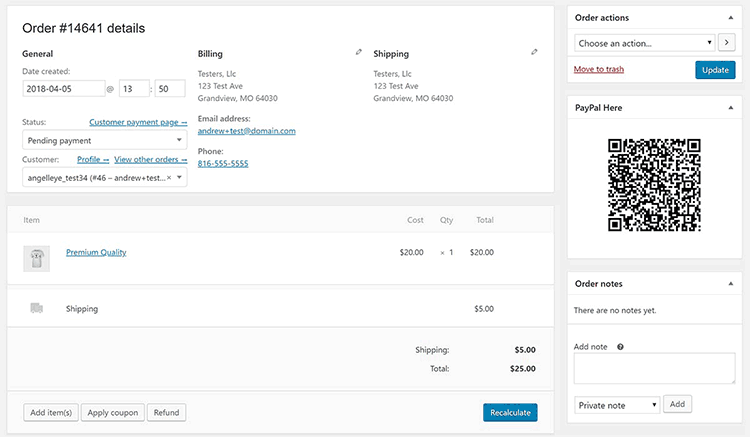 Order #14641 details
General
Date created:
2018-04-05 @ 13 : 50
Status: Customer payment page →
Pending payment
Customer: Profile → View other orders →
angelleye_test34 (#46 – andrew+test... ×
Billing
Testers, Llc
123 Test Ave
Grandview, MO 64030
Email address:
andrew+test@domain.com
Phone:
816-555-5555
Shipping
Testers, Llc
123 Test Ave
Grandview, MO 64030
Item Cost Qty Total
Premium Quality $20.00 × 1 $20.00
Shipping $5.00
Shipping: $5.00
Total: $25.00
Add item(s) Apply coupon Refund Recalculate
Order actions
Choose an action...
Move to trash Update
PayPal Here
Order notes
There are no notes yet.
Add note
Private note Add